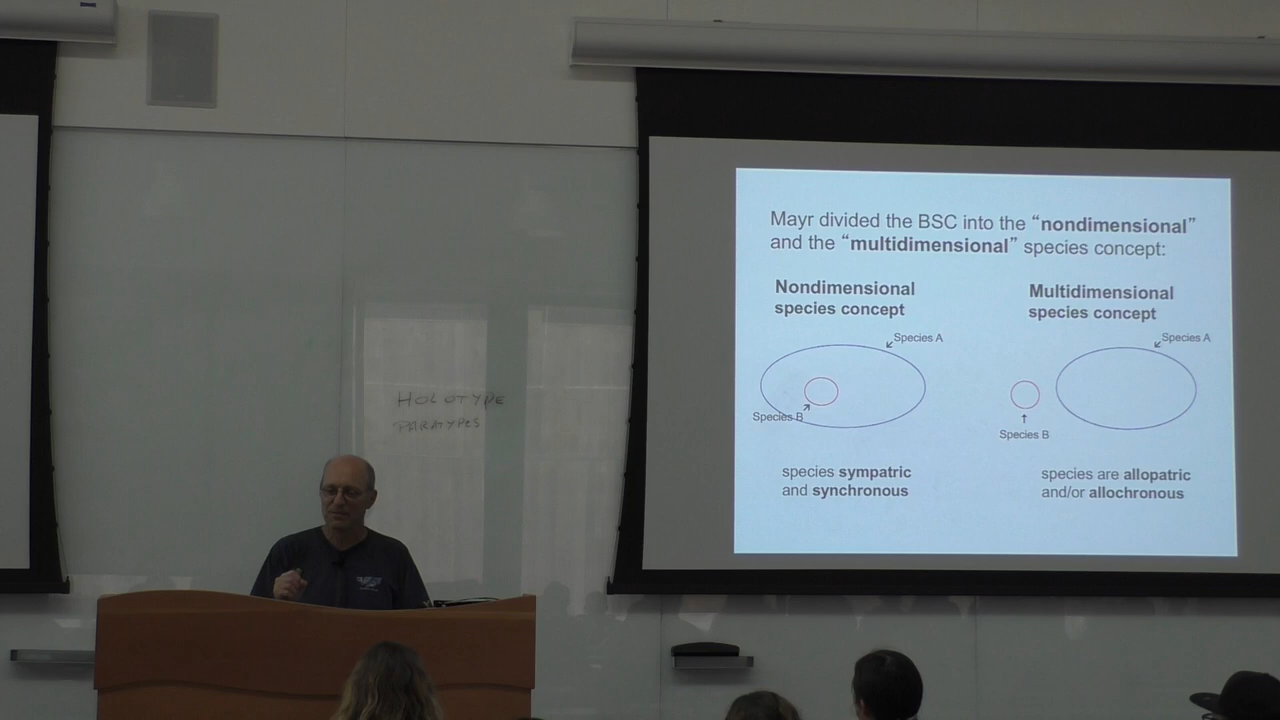 HOLOTYPE
PARATYPES
Mayr divided the BSC into the “nondimensional”
and the “multidimensional” species concept:
Nondimensional
species concept
Species A
Species B
species sympatric
and synchronous
Multidimensional
species concept
Species A
Species B
species are allopatric
and/or allochronous